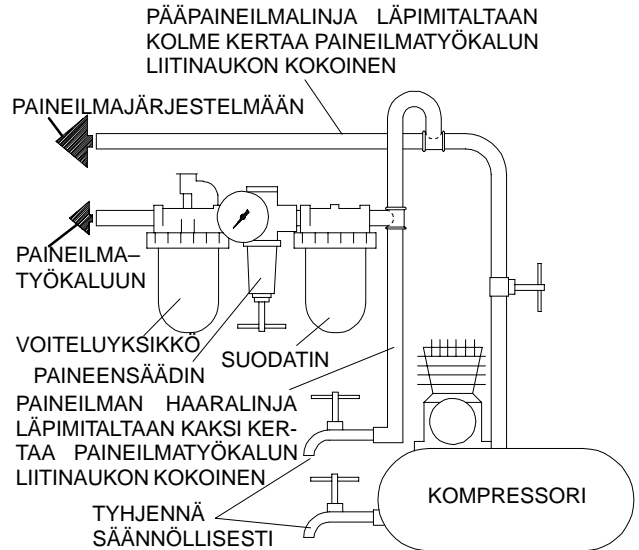 PÄÄPAINEILMALINJA LÄPIMITALTAAN
KOLME KERTAA PAINEILMATYÖKALUN
LIITINAUKON KOKOINEN
PAINEILMAJÄRJESTELMÄÄN
PAINEILMA–
TYÖKALUUN
VOITELUYKSIKKÖ
SUODATIN
PAINEENSÄÄDIN
PAINEILMAN HAARALINJA
LÄPIMITALTAAN KAKSI KER-
TAA PAINEILMATYÖKALUN
LIITINAUKON KOKOINEN
KOMPRESSORI
TYHJENNÄ
SÄÄNNÖLLISESTI